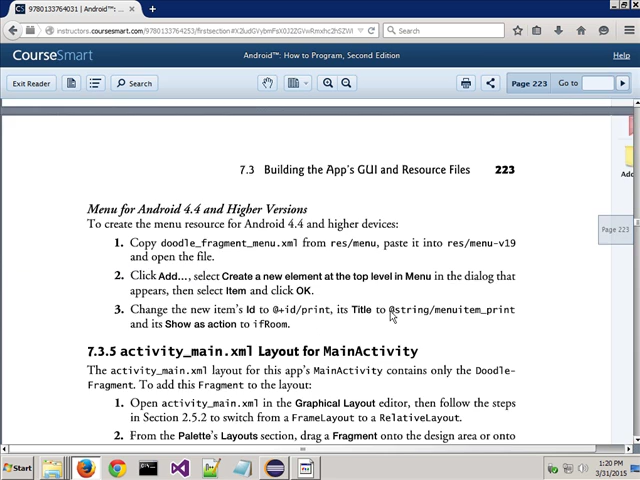 9780133764031 | Android™:...
instructors.coursesmart.com/9780133764253/firstsection#X2ludGVybmFsX0J2ZGVwRmxhc2h
Search
CourseSmart
Android™: How to Program, Second Edition
Exit Reader
Search
Page 223
Go to
7.3 Building the App's GUI and Resource Files 223
Menu for Android 4.4 and Higher Versions
To create the menu resource for Android 4.4 and higher devices:
1. Copy doodle_fragment_menu.xml from res/menu, paste it into res/menu-v19
and open the file.
2. Click Add..., select Create a new element at the top level in Menu in the dialog that
appears, then select Item and click OK.
3. Change the new item's Id to @+id/print, its Title to @string/menuitem_print
and its Show as action to ifRoom.
7.3.5 activity_main.xml Layout for MainActivity
The activity_main.xml layout for this app's MainActivity contains only the Doodle-
Fragment. To add this Fragment to the layout:
1. Open activity_main.xml in the Graphical Layout editor, then follow the steps
in Section 2.5.2 to switch from a FrameLayout to a RelativeLayout.
2. From the Palette's Layouts section, drag a Fragment onto the design area or onto
Add
Page 223
Start
1:20 PM
3/31/2015